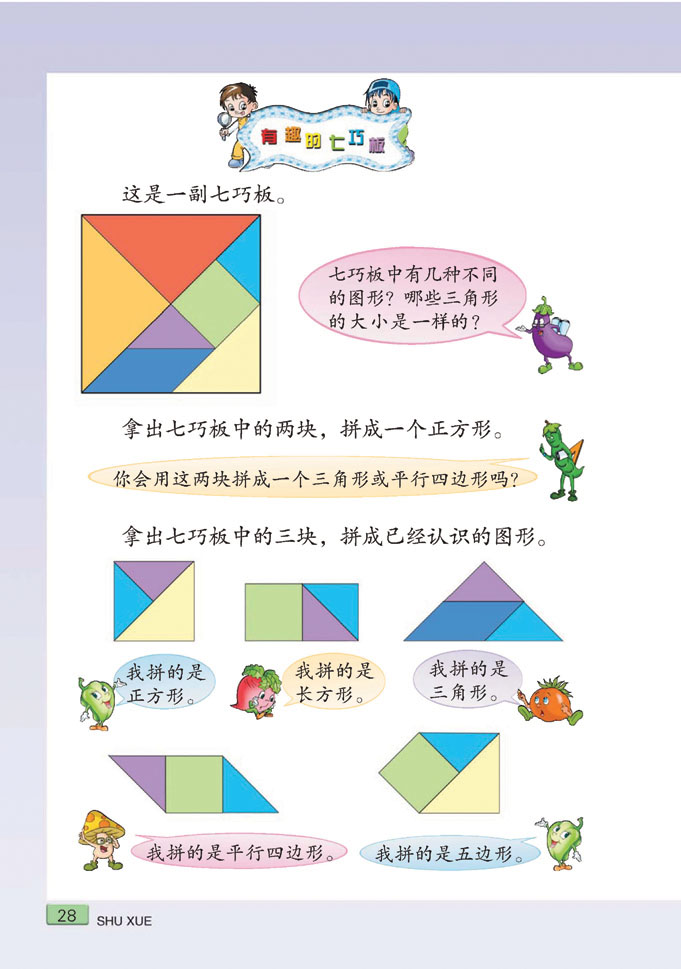 有趣的七巧板
这是一副七巧板。
七巧板中有几种不同
的图形？哪些三角形
的大小是一样的？
拿出七巧板中的两块，拼成一个正方形。
你会用这两块拼成一个三角形或平行四边形吗？
拿出七巧板中的三块，拼成已经认识的图形。
我拼的是
正方形。
我拼的是
长方形。
我拼的是
三角形。
我拼的是平行四边形。
我拼的是五边形。
28
SHU XUE